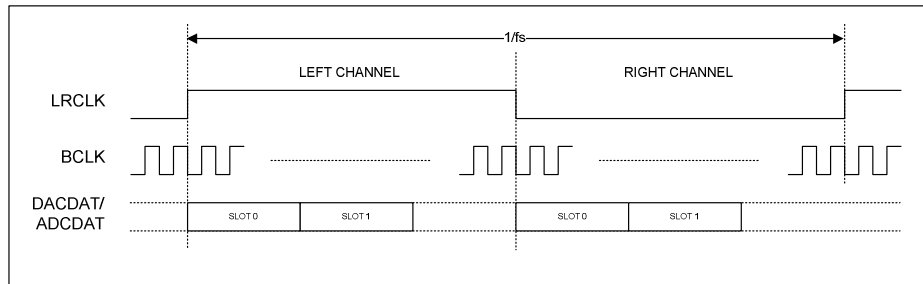 1/fs
LEFT CHANNEL RIGHT CHANNEL
LRCLK
BCLK
DACDAT/
ADCDAT
SLOT 0 SLOT 1 SLOT 0 SLOT 1